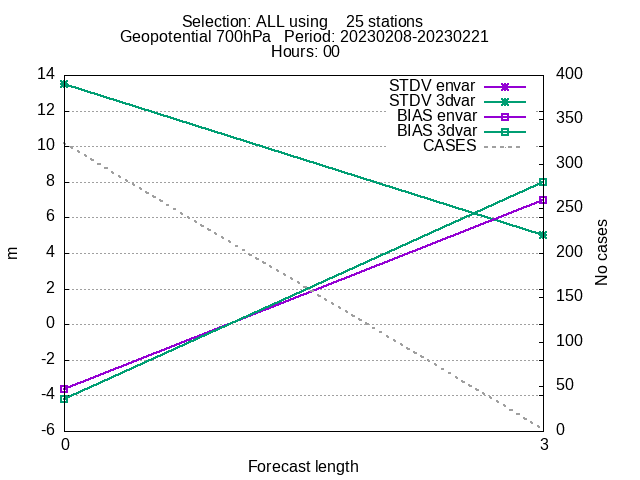 Selection: ALL using    25 stations
Geopotential 700hPa   Period: 20230208-20230221
Hours: 00
STDV envar
STDV 3dvar
BIAS envar
BIAS 3dvar
CASES
14
12
10
8
6
4
2
0
-2
-4
-6
m
400
350
300
250
200
150
100
50
0
No cases
0
3
Forecast length